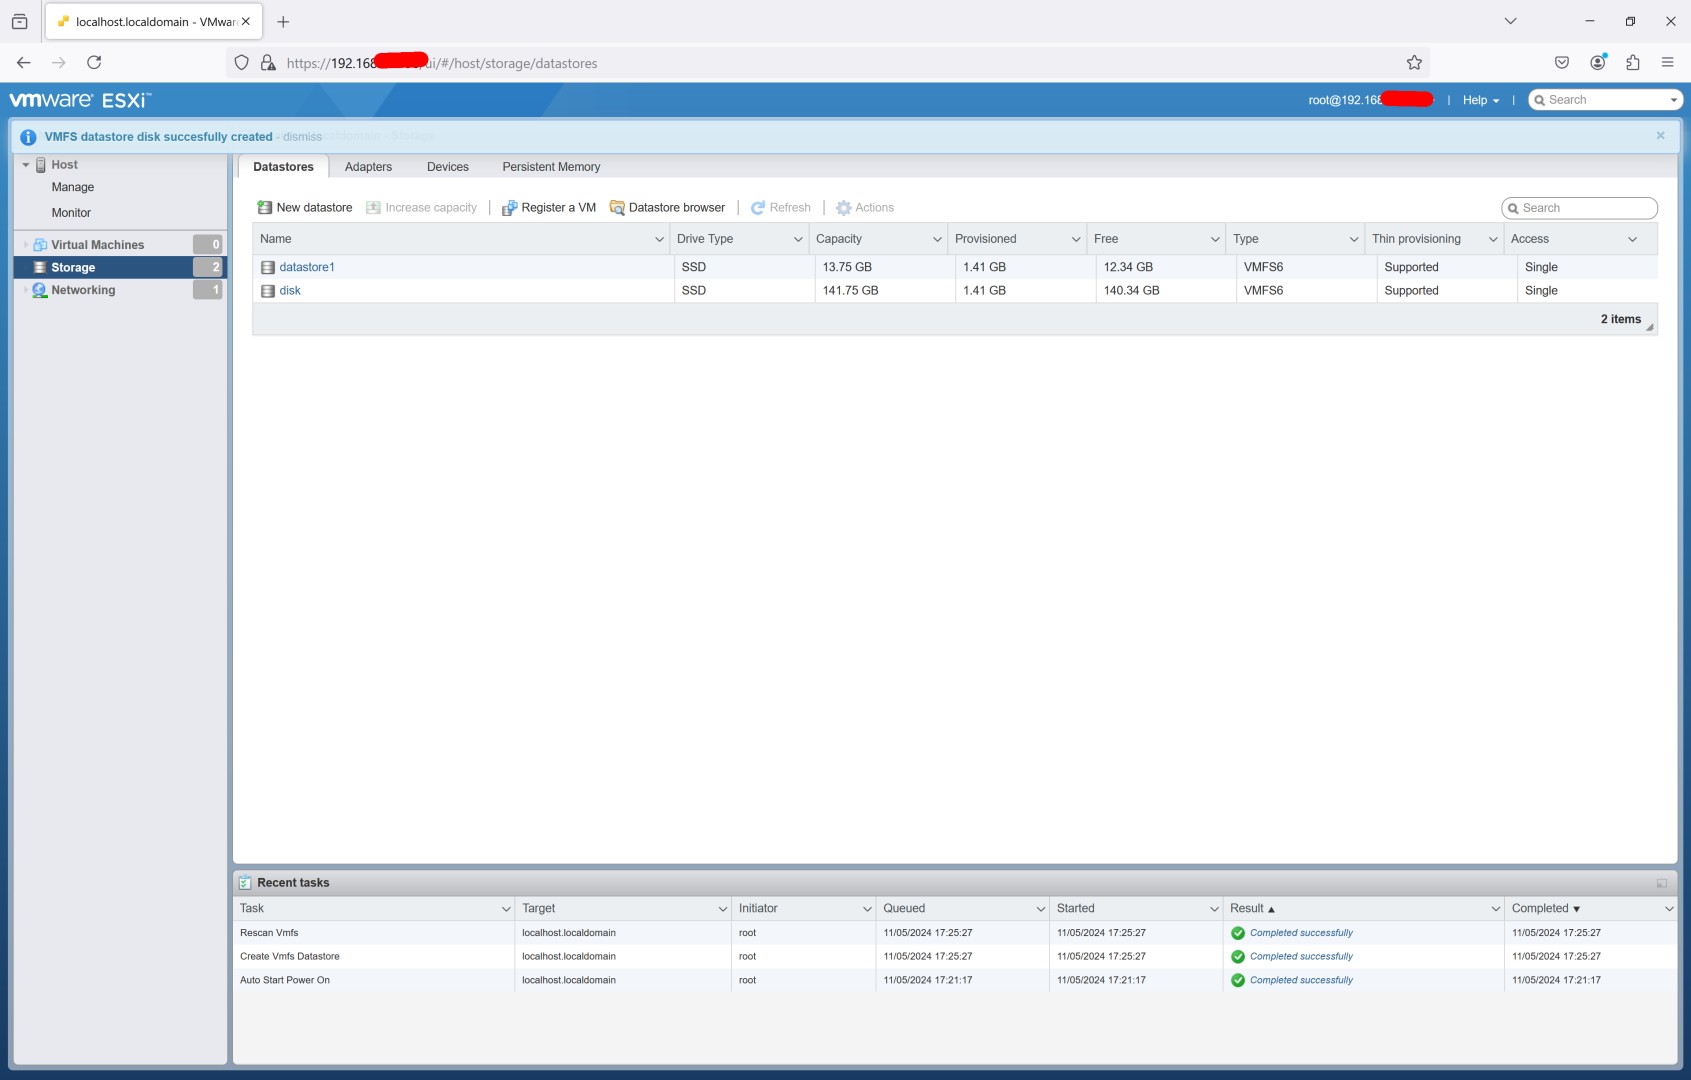 localhost.localdomain - VMwar
https://192.168 ui/#/host/storage/datastores
vmware ESXi™
root@192.168 | Help | Search
VMFS datastore disk succesfully created - dismiss
Host
Manage
Monitor
Virtual Machines 0
Storage 2
Networking 1
Datastores Adapters Devices Persistent Memory
New datastore Increase capacity | Register a VM Datastore browser | Refresh | Actions
Search
Name Drive Type Capacity Provisioned Free Type Thin provisioning Access
datastore1 SSD 13.75 GB 1.41 GB 12.34 GB VMFS6 Supported Single
disk SSD 141.75 GB 1.41 GB 140.34 GB VMFS6 Supported Single
2 items
Recent tasks
Task Target Initiator Queued Started Result ▲ Completed ▼
Rescan Vmfs localhost.localdomain root 11/05/2024 17:25:27 11/05/2024 17:25:27 Completed successfully 11/05/2024 17:25:27
Create Vmfs Datastore localhost.localdomain root 11/05/2024 17:25:27 11/05/2024 17:25:27 Completed successfully 11/05/2024 17:25:27
Auto Start Power On localhost.localdomain root 11/05/2024 17:21:17 11/05/2024 17:21:17 Completed successfully 11/05/2024 17:21:17